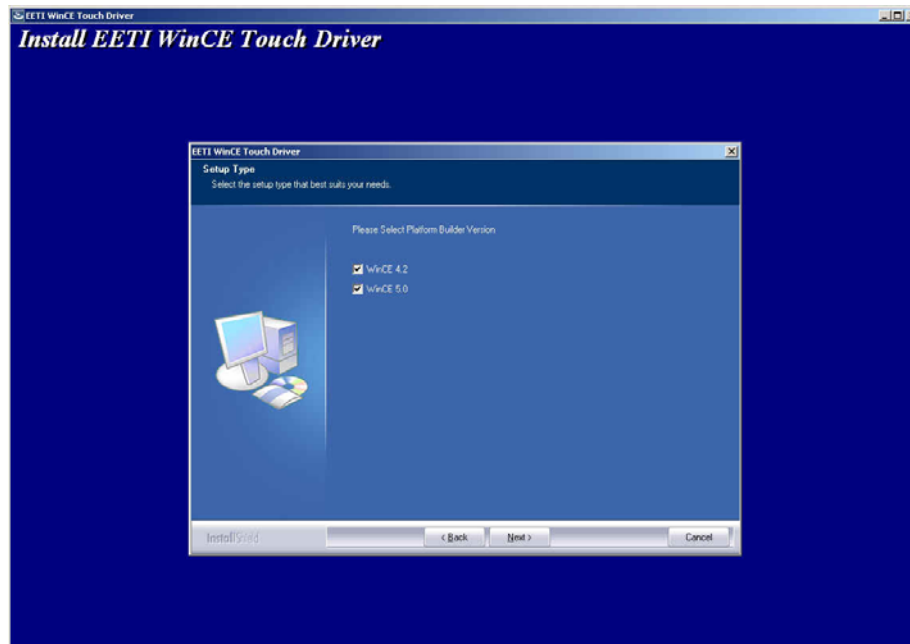 EETI WinCE Touch Driver
Install EETI WinCE Touch Driver
EETI WinCE Touch Driver
Setup Type
Select the setup type that best suits your needs.
Please Select Platform Builder Version
WinCE 4.2
WinCE 5.0
InstallShield
< Back
Next >
Cancel